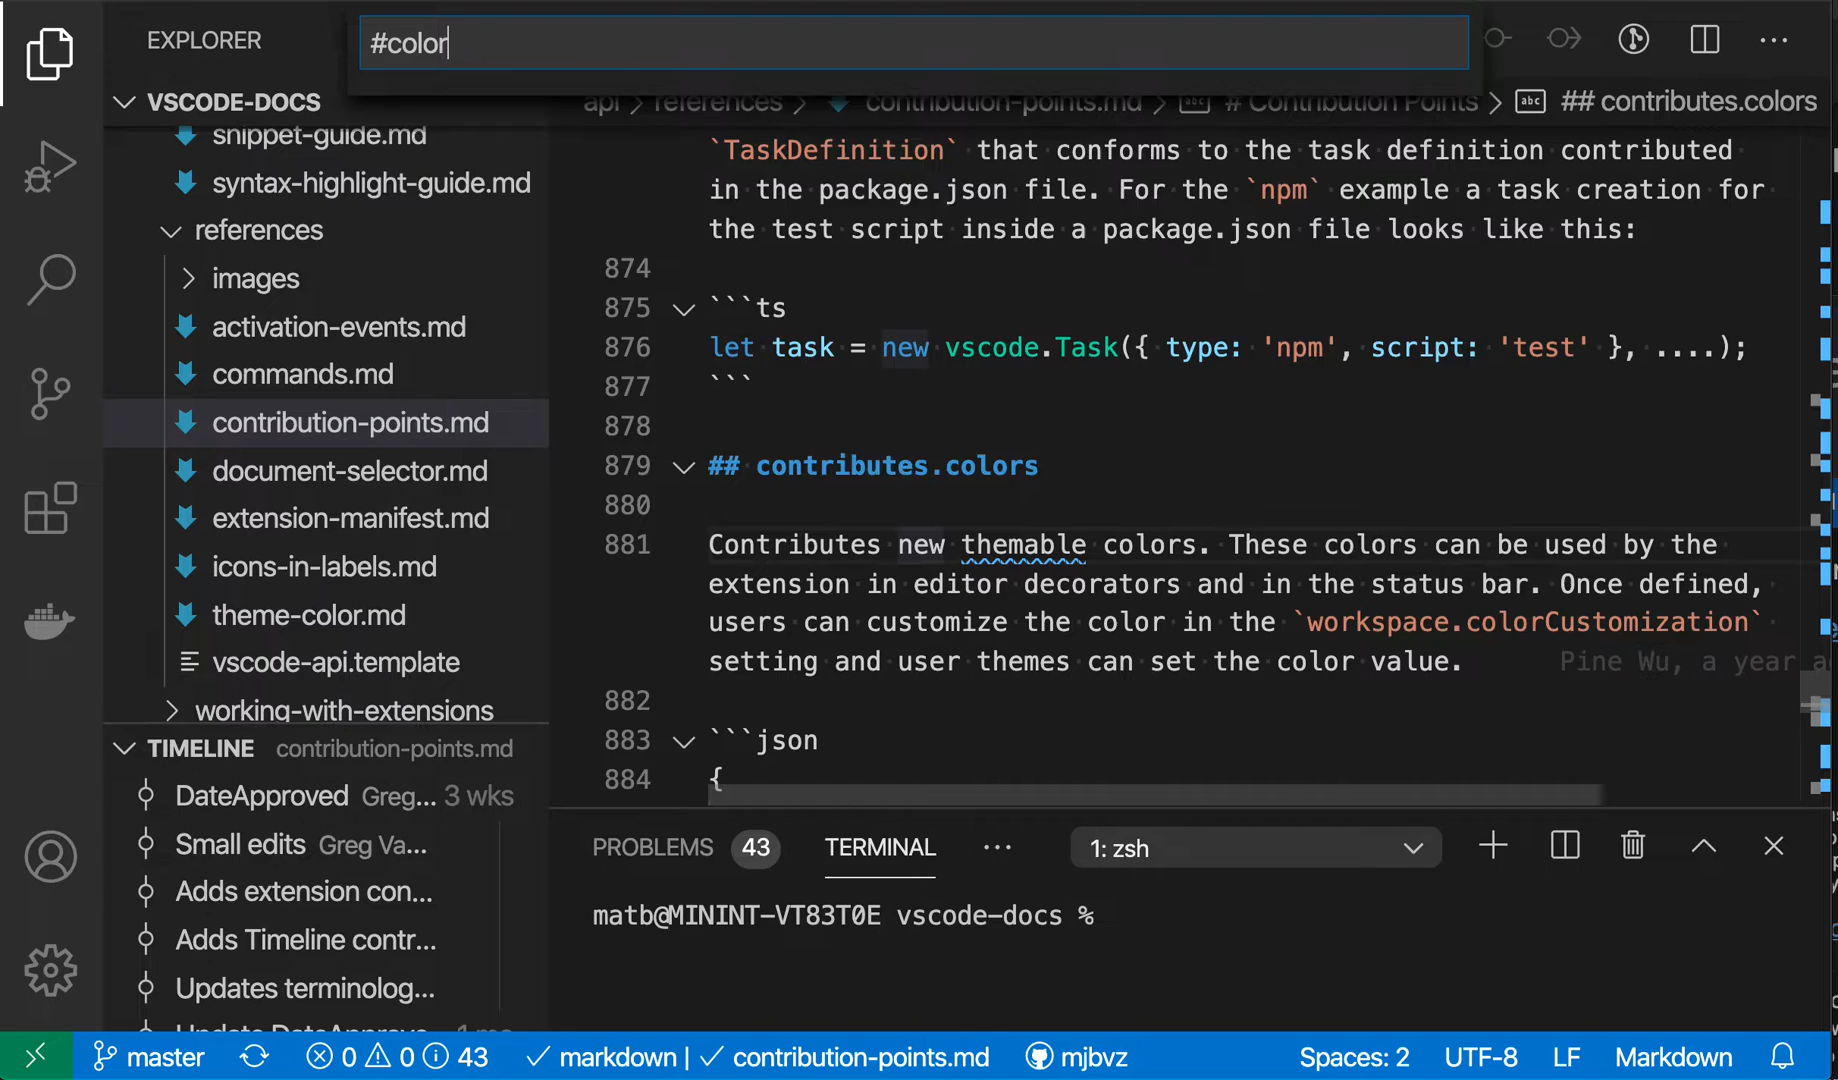 EXPLORER
#color
VSCODE-DOCS
api > references > contribution-points.md > # Contribution Points > ## contributes.colors
snippet-guide.md
syntax-highlight-guide.md
references
images
activation-events.md
commands.md
contribution-points.md
document-selector.md
extension-manifest.md
icons-in-labels.md
theme-color.md
vscode-api.template
working-with-extensions
TIMELINE contribution-points.md
DateApproved Greg... 3 wks
Small edits Greg Va...
Adds extension con...
Adds Timeline contr...
Updates terminolog...
`TaskDefinition` that conforms to the task definition contributed
in the package.json file. For the `npm` example a task creation for
the test script inside a package.json file looks like this:
874
875 ```ts
876 let task = new vscode.Task({ type: 'npm', script: 'test' }, ....);
877 ```
878
879 ## contributes.colors
880
881 Contributes new themable colors. These colors can be used by the
extension in editor decorators and in the status bar. Once defined,
users can customize the color in the `workspace.colorCustomization`
setting and user themes can set the color value. Pine Wu, a year a
882
883 ```json
884 {
PROBLEMS 43 TERMINAL ... 1: zsh
matb@MININT-VT83T0E vscode-docs %
master 0 0 43 markdown | contribution-points.md mjbvz Spaces: 2 UTF-8 LF Markdown